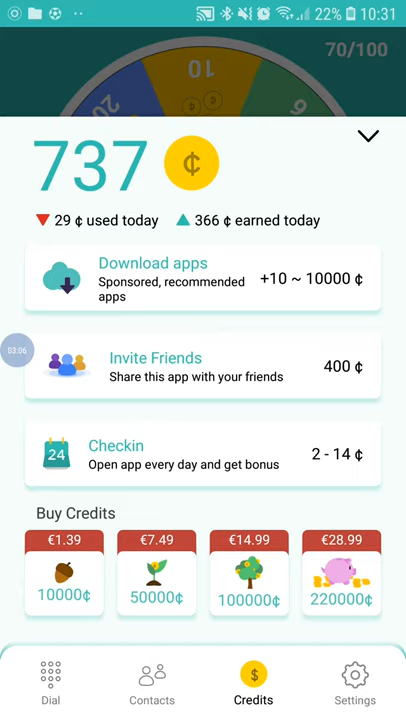 22% 10:31
70/100
20
10
6
737 ¢
29 ¢ used today 366 ¢ earned today
Download apps
Sponsored, recommended
apps
+10 ~ 10000 ¢
03:06
Invite Friends
Share this app with your friends
400 ¢
24
Checkin
Open app every day and get bonus
2 - 14 ¢
Buy Credits
€1.39 €7.49 €14.99 €28.99
10000¢ 50000¢ 100000¢ 220000¢
$
Dial Contacts Credits Settings